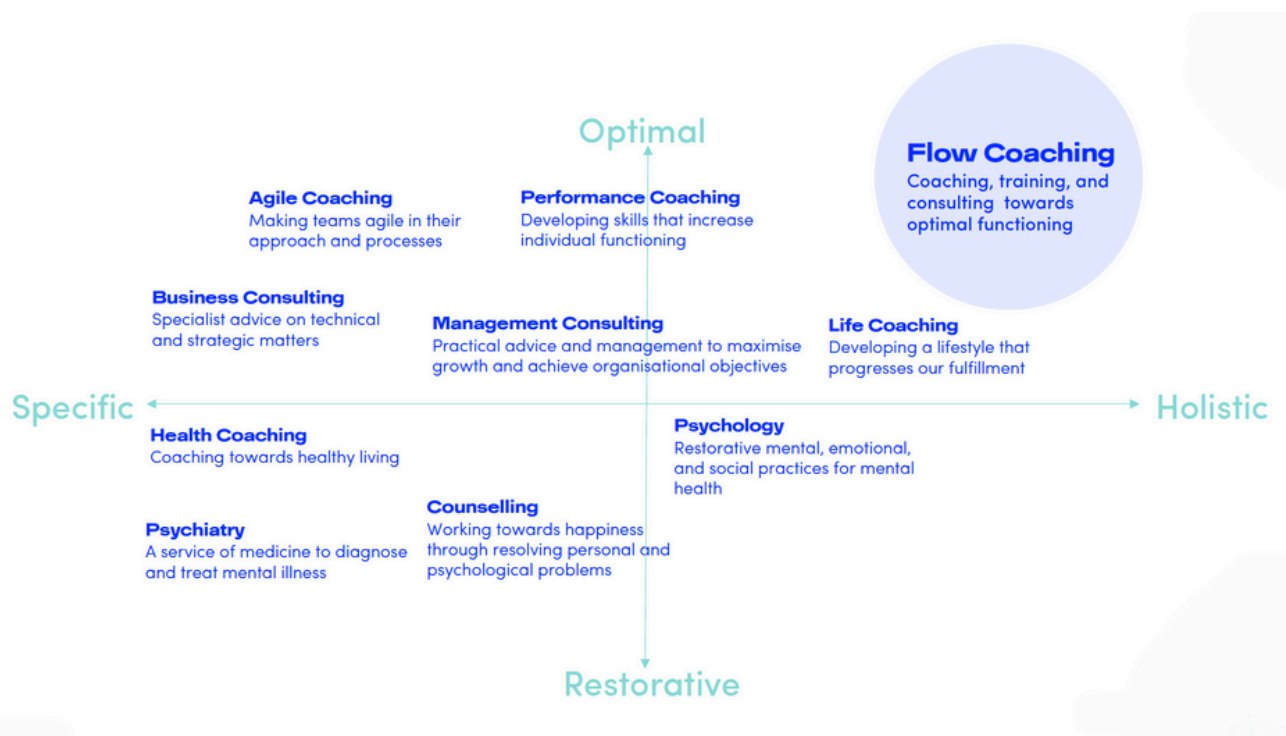 Optimal
Flow Coaching
Coaching, training, and
consulting towards
optimal functioning
Agile Coaching
Making teams agile in their
approach and processes
Performance Coaching
Developing skills that increase
individual functioning
Business Consulting
Specialist advice on technical
and strategic matters
Management Consulting
Practical advice and management to maximise
growth and achieve organisational objectives
Life Coaching
Developing a lifestyle that
progresses our fulfillment
Specific
Holistic
Health Coaching
Coaching towards healthy living
Psychology
Restorative mental, emotional,
and social practices for mental
health
Psychiatry
A service of medicine to diagnose
and treat mental illness
Counselling
Working towards happiness
through resolving personal and
psychological problems
Restorative